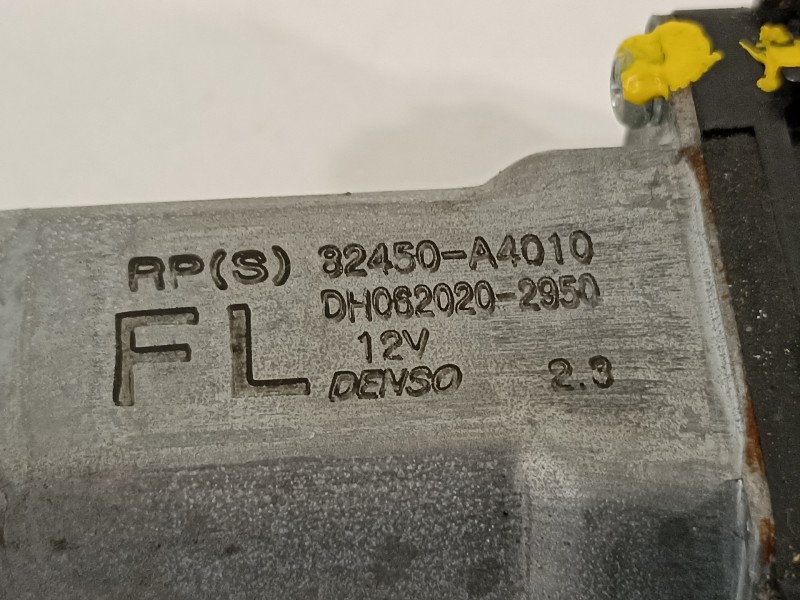 RP(S) 82450-A4010
DH062020-2950
FL
12V
DENSO 2.3